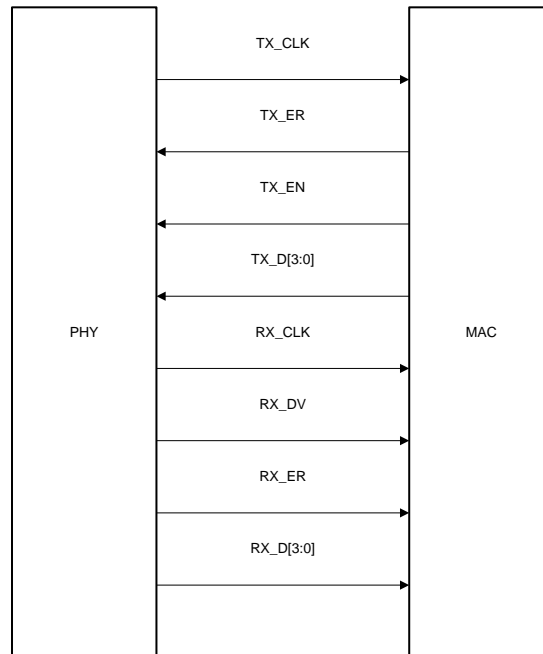 TX_CLK
TX_ER
TX_EN
TX_D[3:0]
PHY
RX_CLK
MAC
RX_DV
RX_ER
RX_D[3:0]